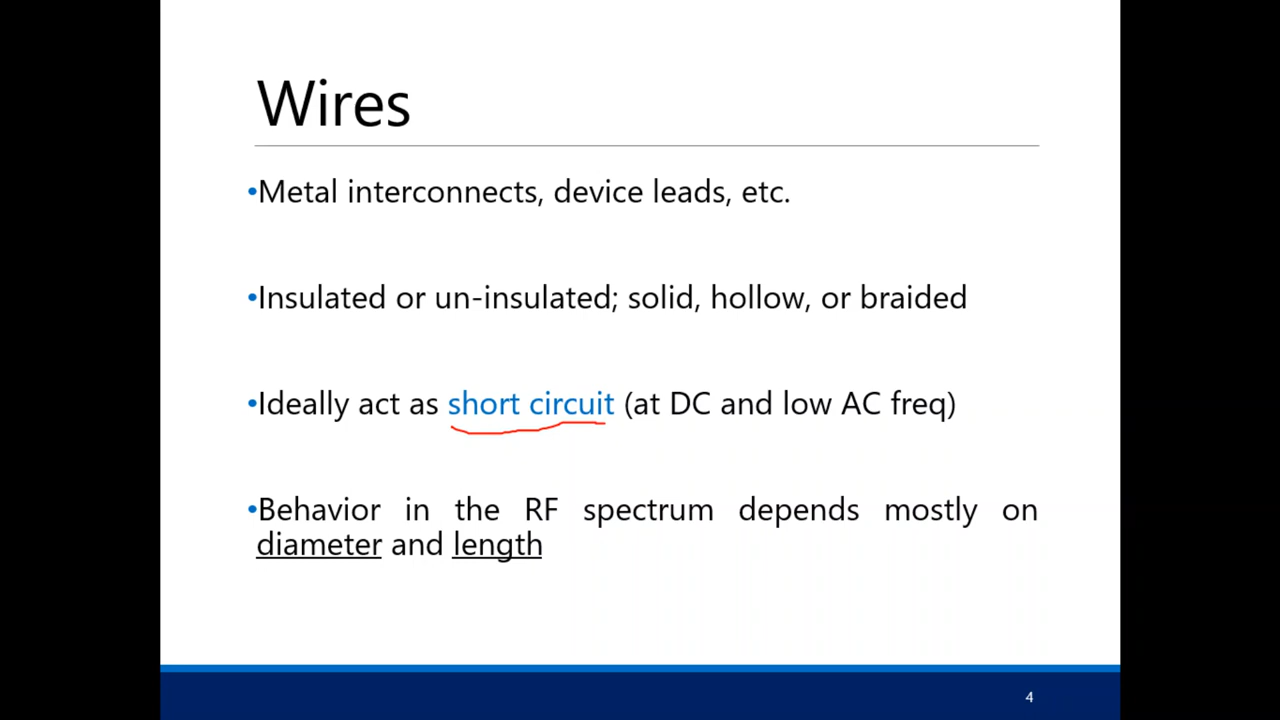 Wires
•Metal interconnects, device leads, etc.
•Insulated or un-insulated; solid, hollow, or braided
•Ideally act as short circuit (at DC and low AC freq)
•Behavior in the RF spectrum depends mostly on
diameter and length
4